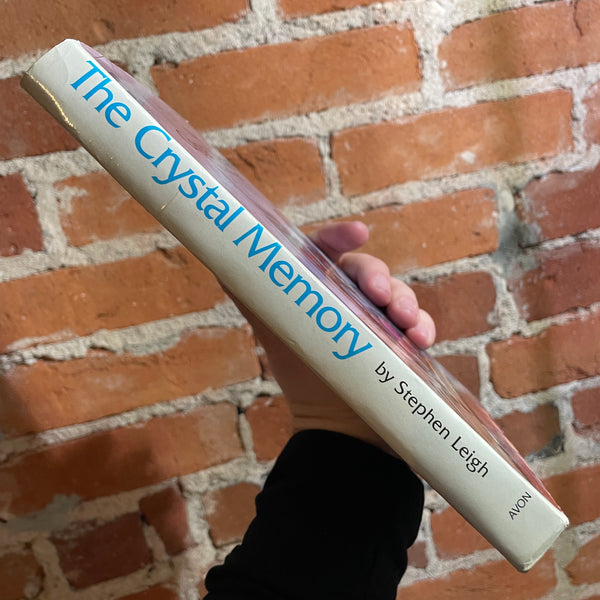 The Crystal Memory
by Stephen Leigh
AVON